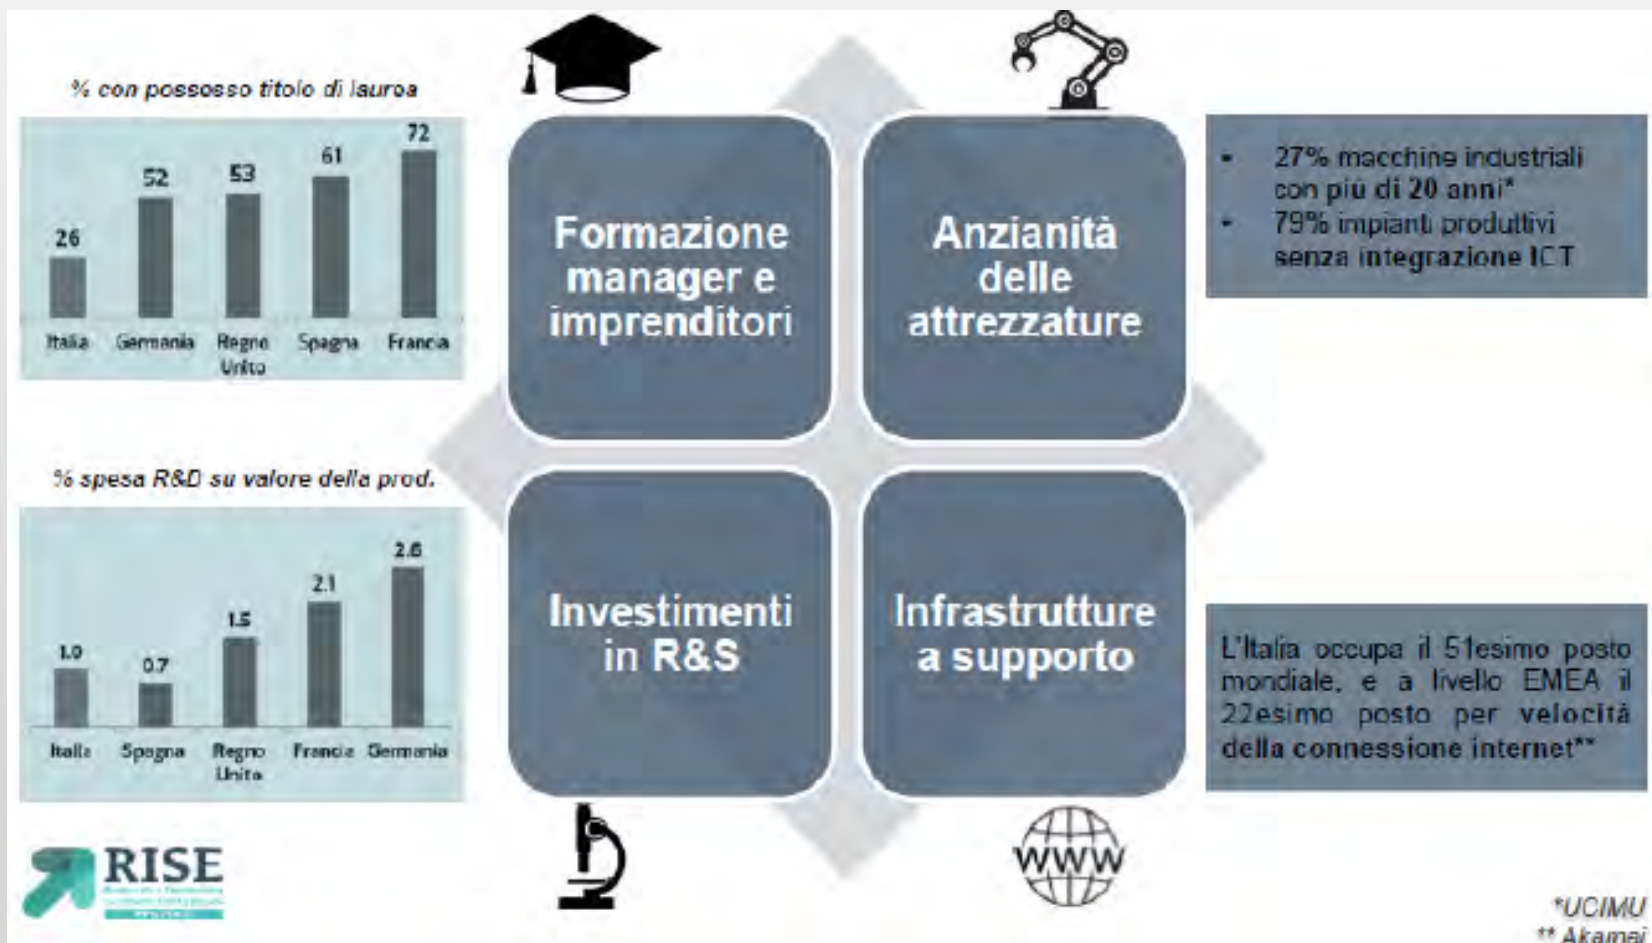 % con possesso titolo di laurea
72
61
53
52
26
Italia
Germania
Regno
Unito
Spagna
Francia
Formazione
manager e
imprenditori
Anzianità
delle
attrezzature
- 27% macchine industriali
con più di 20 anni*
- 79% impianti produttivi
senza integrazione ICT
% spesa R&D su valore della prod.
2.6
2.1
1.5
1.0
0.7
Italia
Spagna
Regno
Unito
Francia
Germania
Investimenti
in R&S
Infrastrutture
a supporto
L'Italia occupa il 51esimo posto
mondiale, e a livello EMEA il
22esimo posto per velocità
della connessione internet**
RISE
WWW
*UCIMU
** Akamai